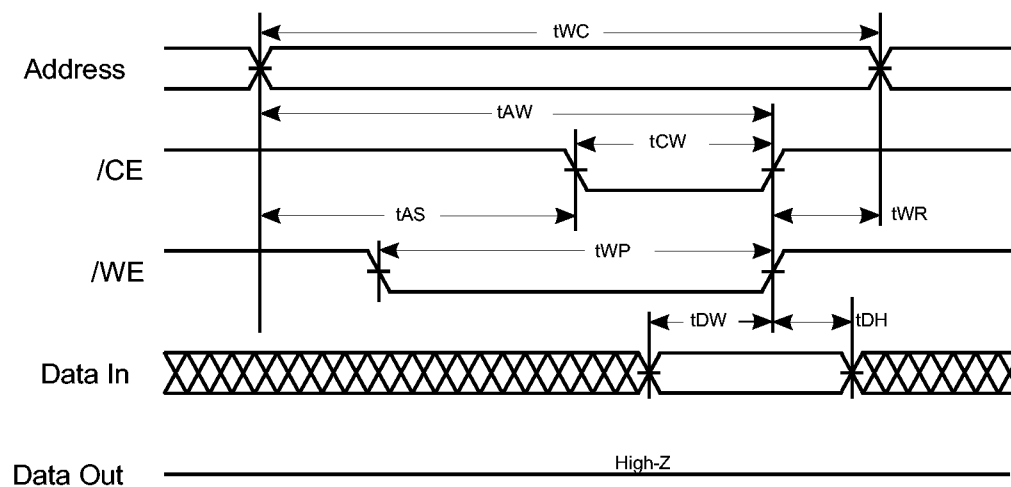 tWC
Address
tAW
tCW
/CE
tAS
tWR
tWP
/WE
tDW
tDH
Data In
High-Z
Data Out